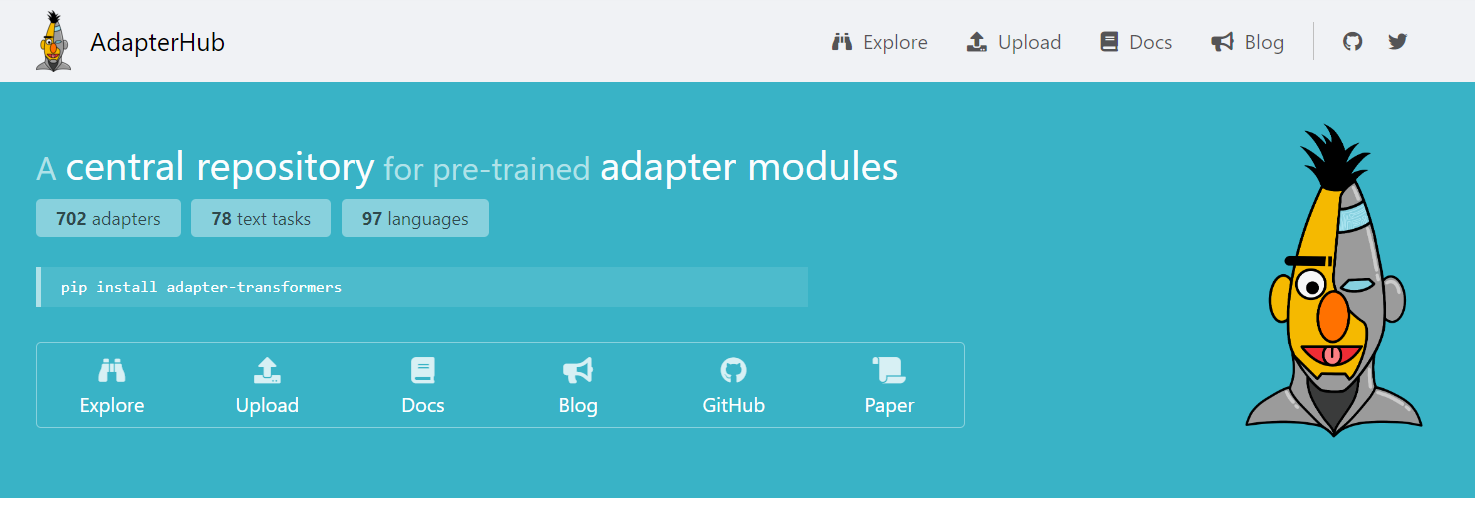 AdapterHub
Explore
Upload
Docs
Blog
A central repository for pre-trained adapter modules
702 adapters
78 text tasks
97 languages
pip install adapter-transformers
Explore
Upload
Docs
Blog
GitHub
Paper